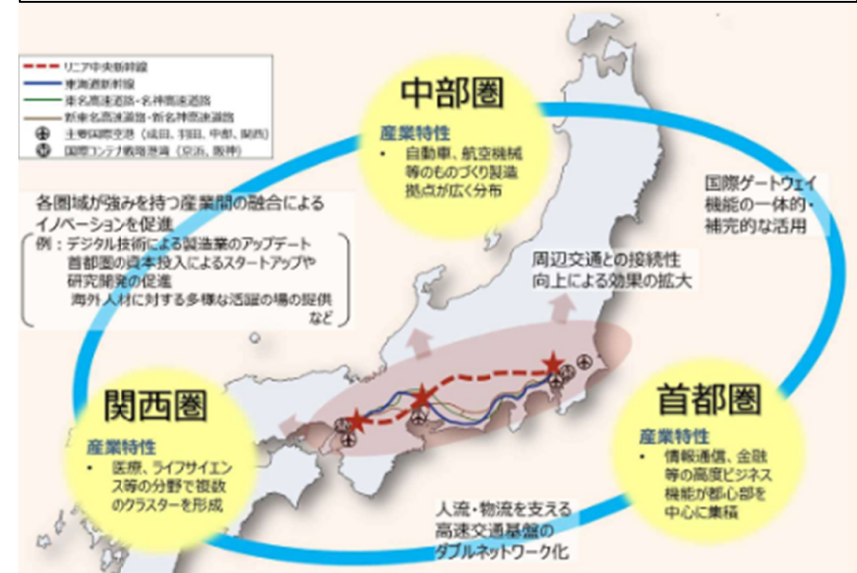 リニア中央新幹線
東海道新幹線
東名高速道路・名神高速道路
新東名高速道路・新名神高速道路
主要国際空港（成田、羽田、中部、関西）
国際コンテナ戦略港湾（京浜、阪神）
中部圏
産業特性
• 自動車、航空機械
等のものづくり製造
拠点が広く分布
国際ゲートウェイ
機能の一体的・
補完的な活用
各圏域が強みを持つ産業間の融合による
イノベーションを促進
例：デジタル技術による製造業のアップデート
首都圏の資本投入によるスタートアップや
研究開発の促進
海外人材に対する多様な活躍の場の提供
など
周辺交通との接続性
向上による効果の拡大
関西圏
産業特性
• 医療、ライフサイエン
ス等の分野で複数
のクラスターを形成
首都圏
産業特性
• 情報通信、金融
等の高度ビジネス
機能が都心部を
中心に集積
人流・物流を支える
高速交通基盤の
ダブルネットワーク化